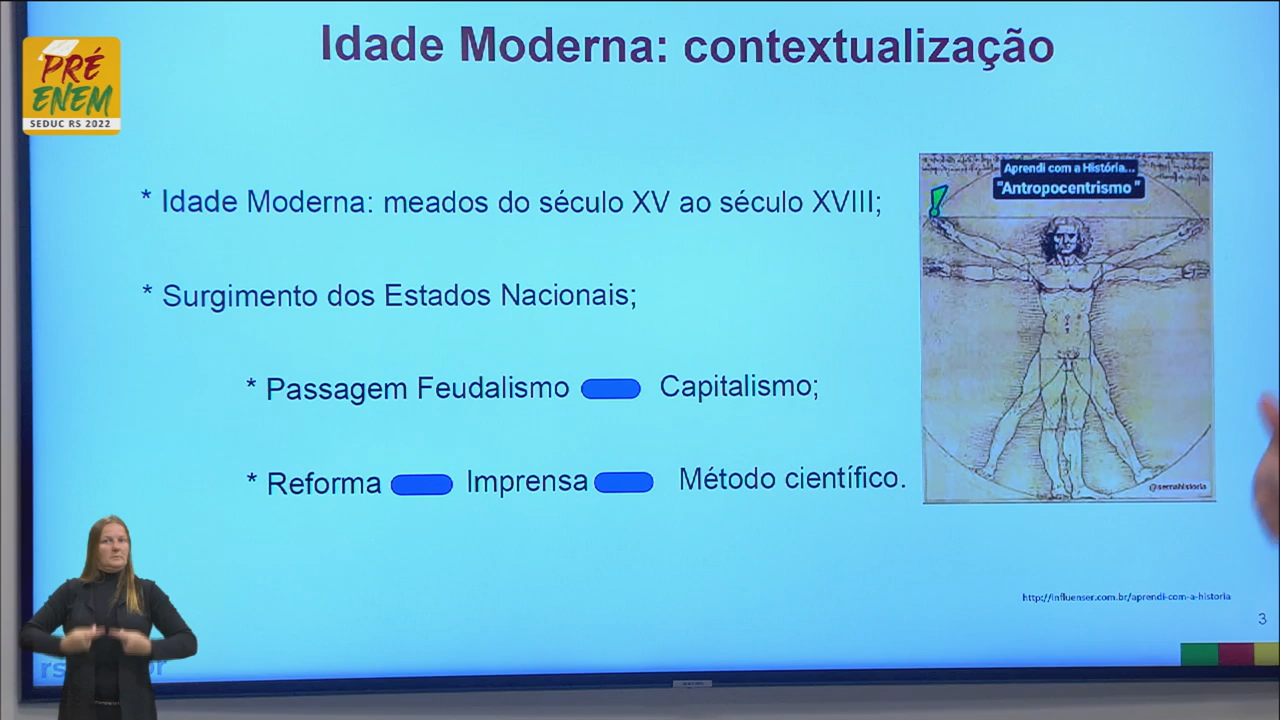 Idade Moderna: contextualização
PRÉ
ENEM
SEDUC RS 2022
* Idade Moderna: meados do século XV ao século XVIII;
* Surgimento dos Estados Nacionais;
* Passagem Feudalismo Capitalismo;
* Reforma Imprensa Método científico.
Aprendi com a História...
"Antropocentrismo"
@sernahistoria
http://influenser.com.br/aprendi-com-a-historia
3